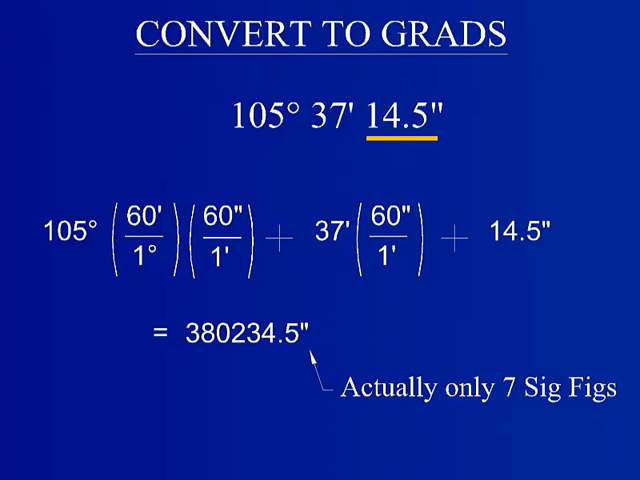 CONVERT TO GRADS
105° 37' 14.5"
105° (60'/1°)(60"/1') + 37'(60"/1') + 14.5"
= 380234.5"
Actually only 7 Sig Figs